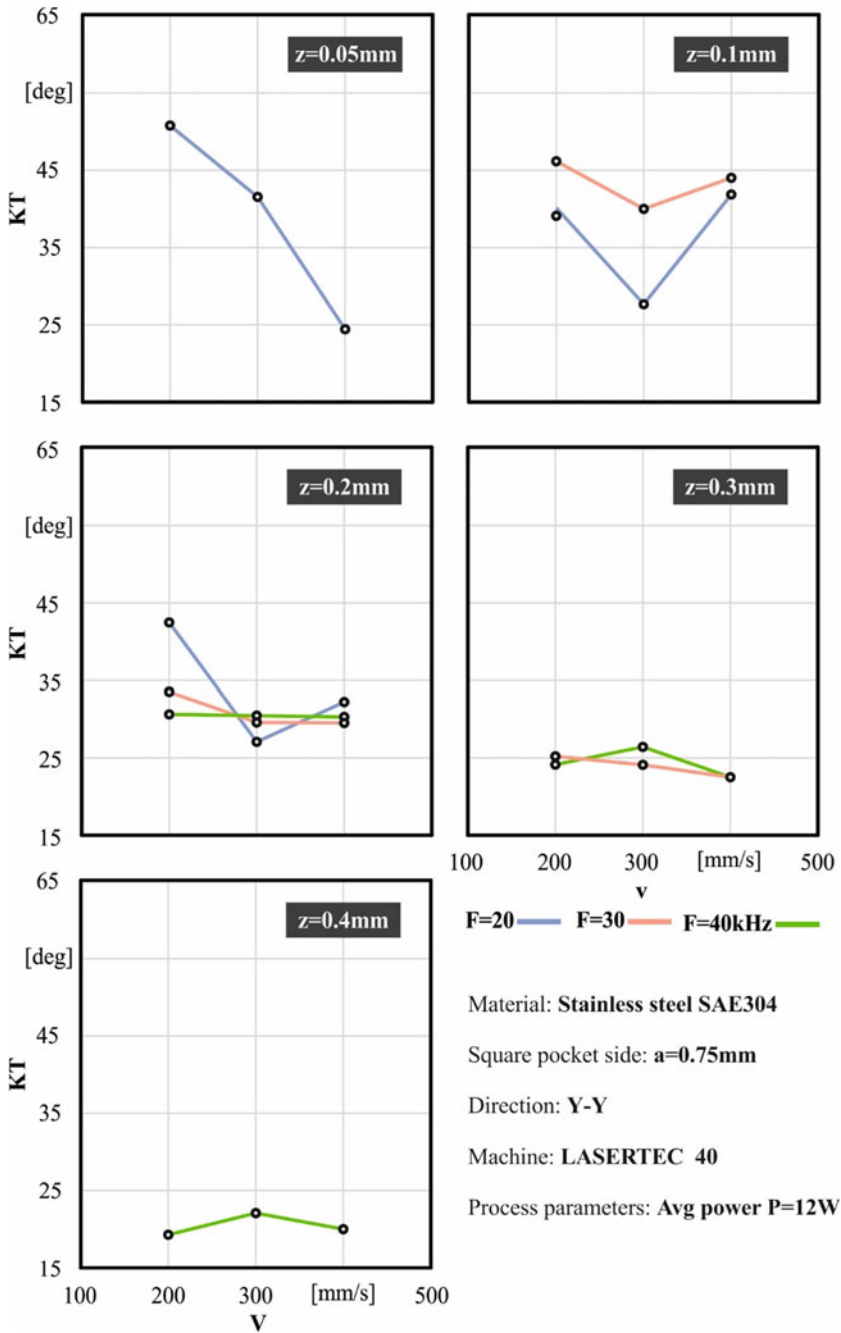 65
z=0.05mm
z=0.1mm
[deg]
45
KT
35
25
15
65
z=0.2mm
z=0.3mm
[deg]
45
KT
35
25
15
100 200 300 [mm/s] 500
v
65
z=0.4mm
F=20 F=30 F=40kHz
[deg]
Material: Stainless steel SAE304
45
Square pocket side: a=0.75mm
KT
35
Direction: Y-Y
Machine: LASERTEC 40
25
Process parameters: Avg power P=12W
15
100 200 300 [mm/s] 500
V